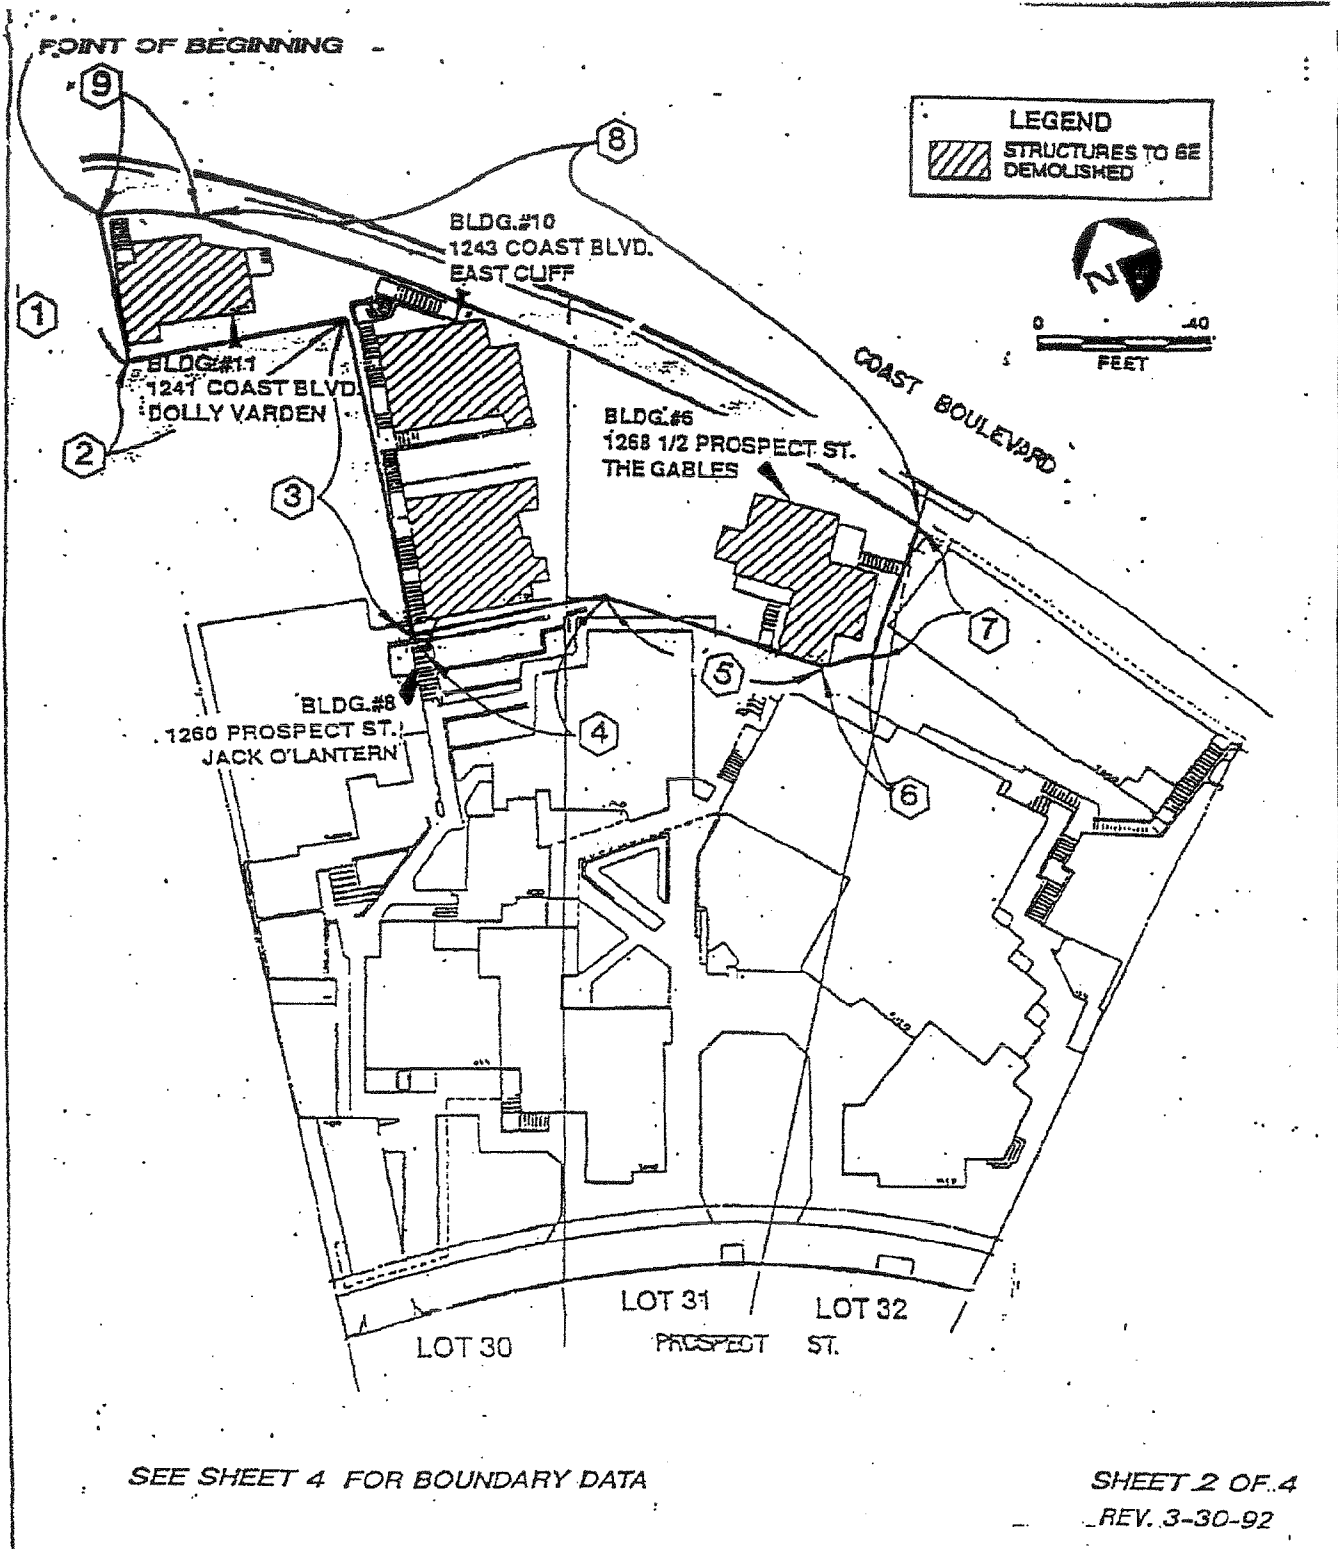 POINT OF BEGINNING
9
8
LEGEND
STRUCTURES TO BE
DEMOLISHED
BLDG.#10
1243 COAST BLVD.
EAST CLIFF
N
0 40
FEET
1
BLDG.#11
1241 COAST BLVD.
DOLLY VARDEN
COAST BOULEVARD
BLDG.#6
1268 1/2 PROSPECT ST.
THE GABLES
2
3
7
5
BLDG.#8
1260 PROSPECT ST.
JACK O'LANTERN
4
6
LOT 31
LOT 32
LOT 30
PROSPECT ST.
SEE SHEET 4 FOR BOUNDARY DATA
SHEET 2 OF 4
REV. 3-30-92